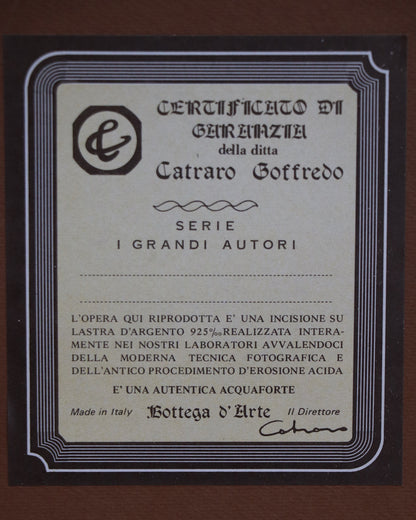 CERTIFICATO DI
GARANZIA
della ditta
Catraro Goffredo
SERIE
I GRANDI AUTORI
L'OPERA QUI RIPRODOTTA E' UNA INCISIONE SU
LASTRA D'ARGENTO 925‰ REALIZZATA INTERA-
MENTE NEI NOSTRI LABORATORI AVVALENDOCI
DELLA MODERNA TECNICA FOTOGRAFICA E
DELL'ANTICO PROCEDIMENTO D'EROSIONE ACIDA
E' UNA AUTENTICA ACQUAFORTE
Made in Italy Bottega d'Arte Il Direttore
Catraro